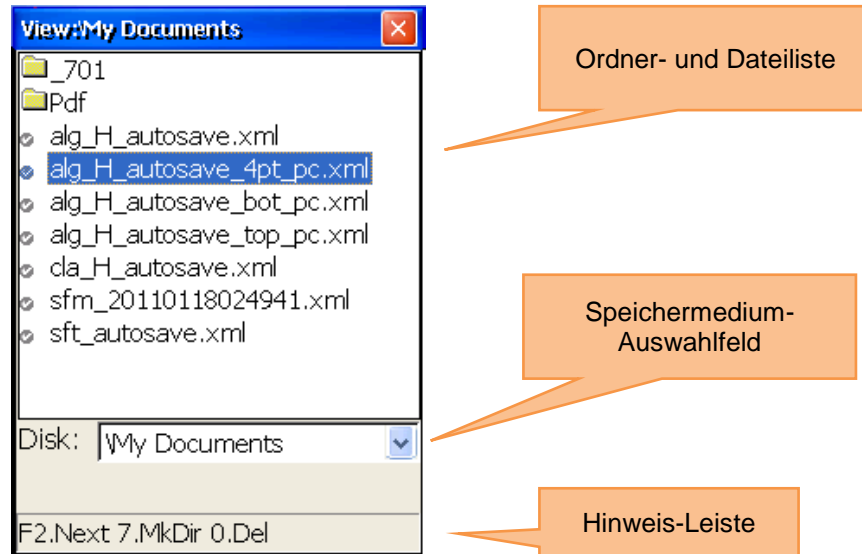 View:\My Documents
Ordner- und Dateiliste
_701
Pdf
alg_H_autosave.xml
alg_H_autosave_4pt_pc.xml
alg_H_autosave_bot_pc.xml
alg_H_autosave_top_pc.xml
cla_H_autosave.xml
sfm_20110118024941.xml
sft_autosave.xml
Speichermedium-
Auswahlfeld
Disk: \My Documents
Hinweis-Leiste
F2.Next 7.MkDir 0.Del